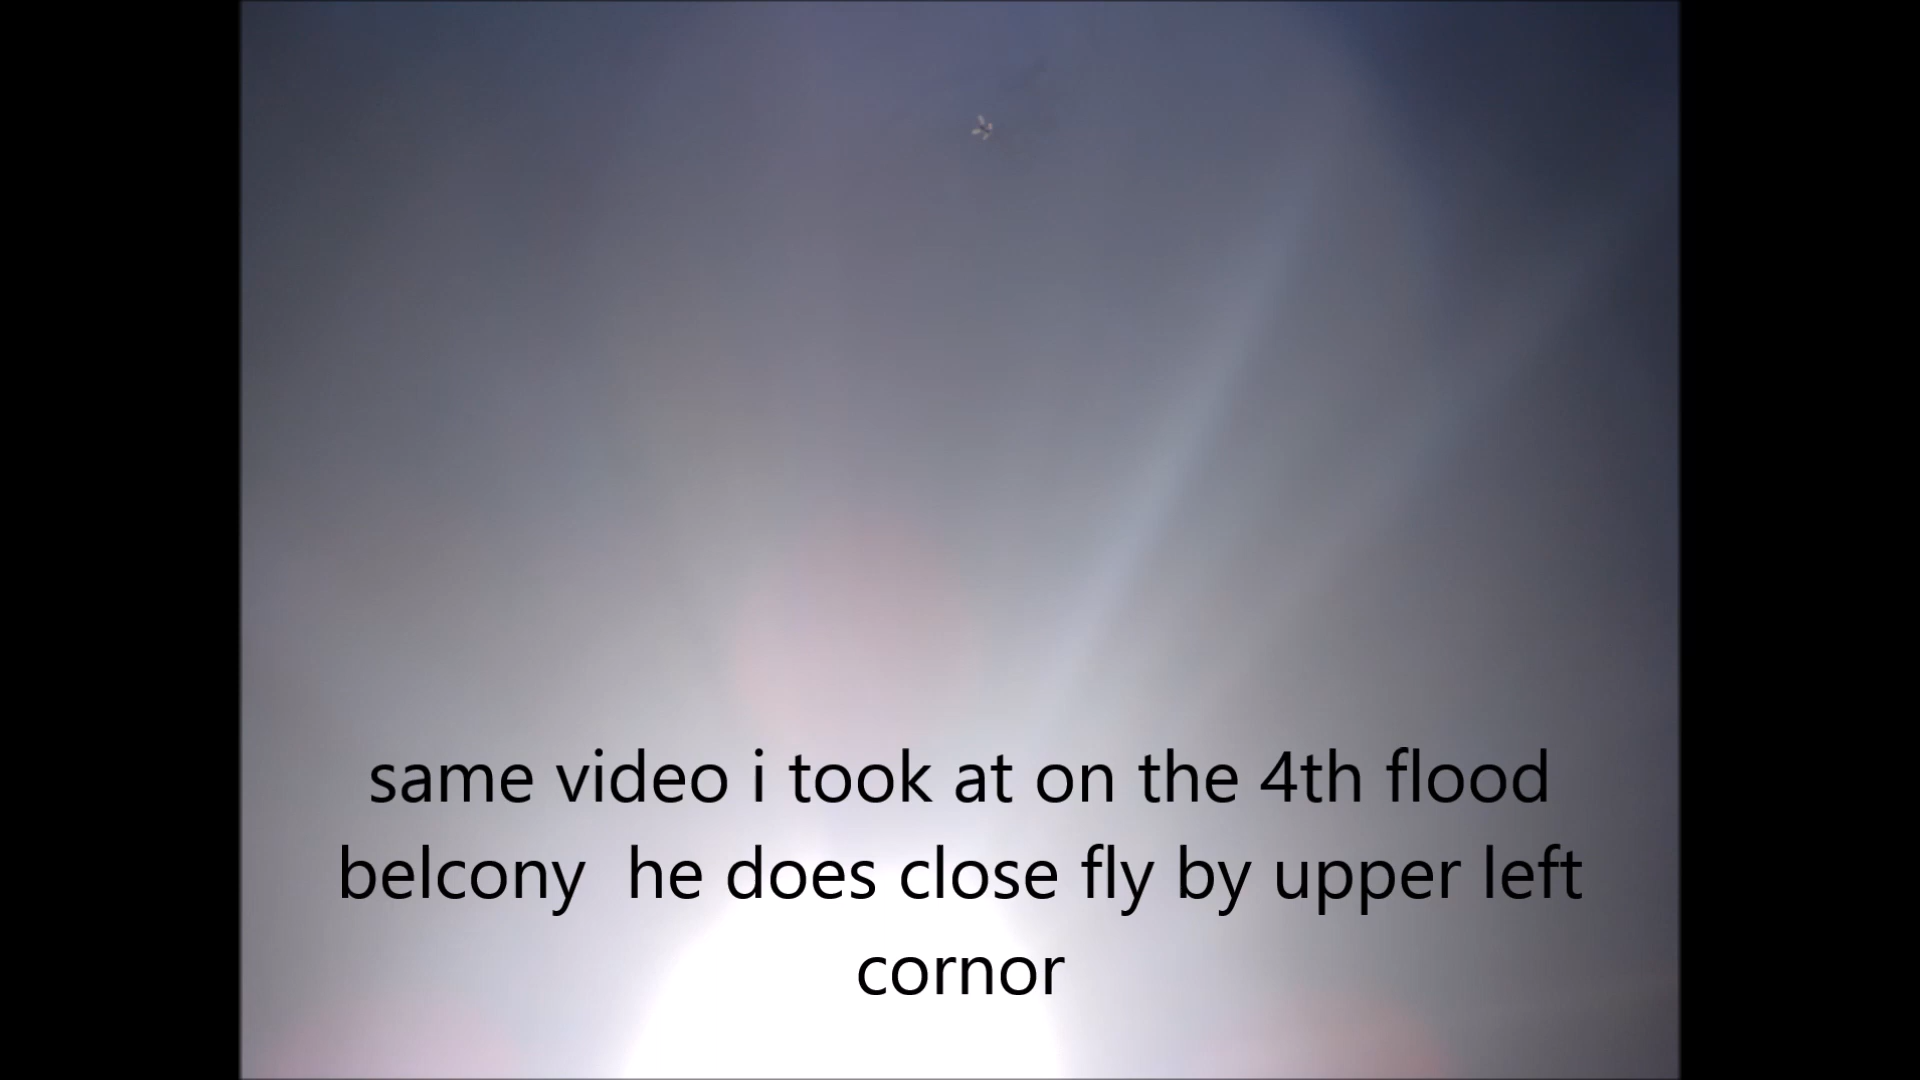 same video i took at on the 4th flood
belcony  he does close fly by upper left
cornor